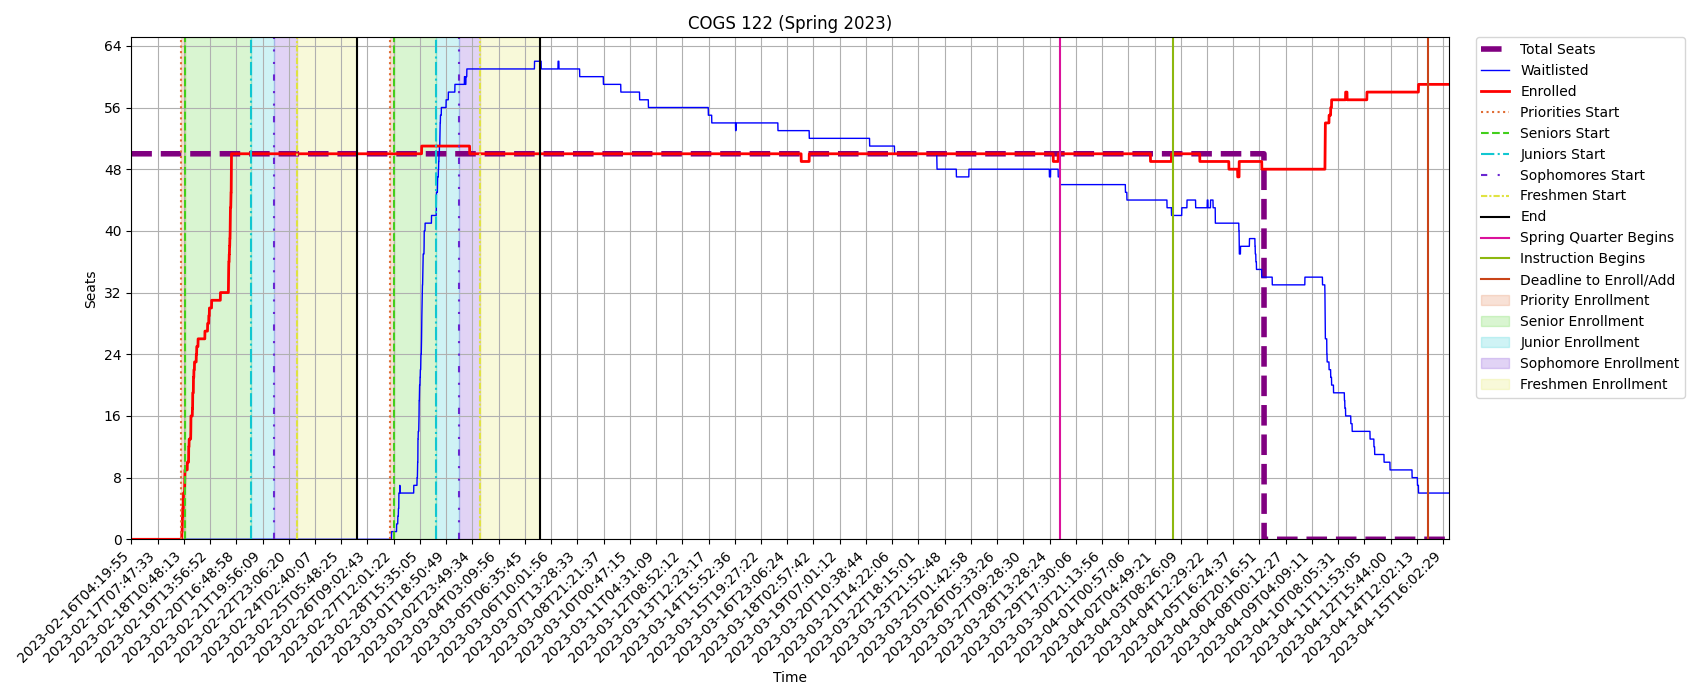 COGS 122 (Spring 2023)
Seats
64
56
48
40
32
24
16
8
0
2023-02-16T04:19:55
2023-02-17T07:47:33
2023-02-18T10:48:13
2023-02-19T13:56:52
2023-02-20T16:48:58
2023-02-21T19:56:09
2023-02-22T23:06:20
2023-02-24T02:40:07
2023-02-25T05:48:25
2023-02-26T09:02:43
2023-02-27T12:01:22
2023-02-28T15:35:05
2023-03-01T18:50:49
2023-03-02T23:49:34
2023-03-04T03:09:56
2023-03-05T06:35:45
2023-03-06T10:01:56
2023-03-07T13:28:33
2023-03-08T21:21:37
2023-03-10T00:47:15
2023-03-11T04:31:09
2023-03-12T08:52:12
2023-03-13T12:23:17
2023-03-14T15:52:36
2023-03-15T19:27:22
2023-03-16T23:06:24
2023-03-18T02:57:42
2023-03-19T07:01:12
2023-03-20T10:38:44
2023-03-21T14:22:06
2023-03-22T18:15:01
2023-03-23T21:52:48
2023-03-25T01:42:58
2023-03-26T05:33:26
2023-03-27T09:28:30
2023-03-28T13:28:24
2023-03-29T17:30:06
2023-03-30T21:13:56
2023-04-01T00:57:06
2023-04-02T04:49:21
2023-04-03T08:26:09
2023-04-04T12:29:22
2023-04-05T16:24:37
2023-04-06T20:16:51
2023-04-08T00:12:27
2023-04-09T04:09:11
2023-04-10T08:05:31
2023-04-11T11:53:05
2023-04-12T15:44:00
2023-04-14T12:02:13
2023-04-15T16:02:29
Time
Total Seats
Waitlisted
Enrolled
Priorities Start
Seniors Start
Juniors Start
Sophomores Start
Freshmen Start
End
Spring Quarter Begins
Instruction Begins
Deadline to Enroll/Add
Priority Enrollment
Senior Enrollment
Junior Enrollment
Sophomore Enrollment
Freshmen Enrollment